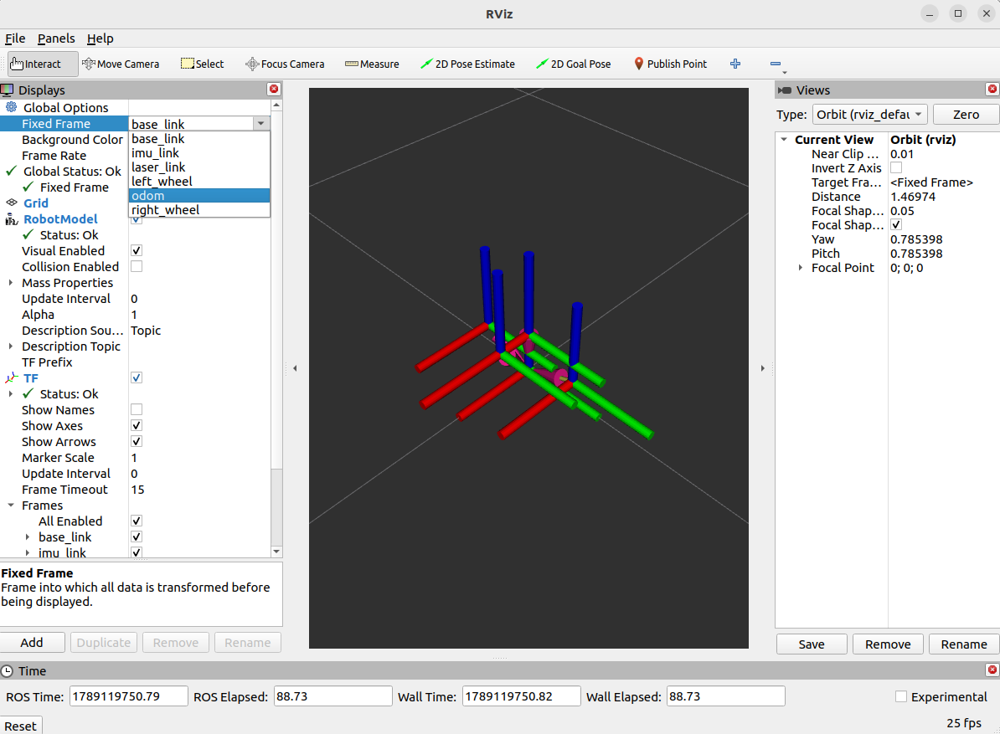 RViz
File Panels Help
Interact Move Camera Select Focus Camera Measure 2D Pose Estimate 2D Goal Pose Publish Point
Displays
Global Options
Fixed Frame base_link
Background Color base_link
Frame Rate imu_link
Global Status: Ok laser_link
Fixed Frame left_wheel
Grid odom
RobotModel right_wheel
Status: Ok
Visual Enabled
Collision Enabled
Mass Properties
Update Interval 0
Alpha 1
Description Sou... Topic
Description Topic
TF Prefix
TF
Status: Ok
Show Names
Show Axes
Show Arrows
Marker Scale 1
Update Interval 0
Frame Timeout 15
Frames
All Enabled
base_link
imu_link
Fixed Frame
Frame into which all data is transformed before
being displayed.
Add Duplicate Remove Rename
Views
Type: Orbit (rviz_defau Zero
Current View Orbit (rviz)
Near Clip ... 0.01
Invert Z Axis
Target Fra... <Fixed Frame>
Distance 1.46974
Focal Shap... 0.05
Focal Shap...
Yaw 0.785398
Pitch 0.785398
Focal Point 0; 0; 0
Save Remove Rename
Time
ROS Time: 1789119750.79 ROS Elapsed: 88.73 Wall Time: 1789119750.82 Wall Elapsed: 88.73 Experimental
Reset 25 fps